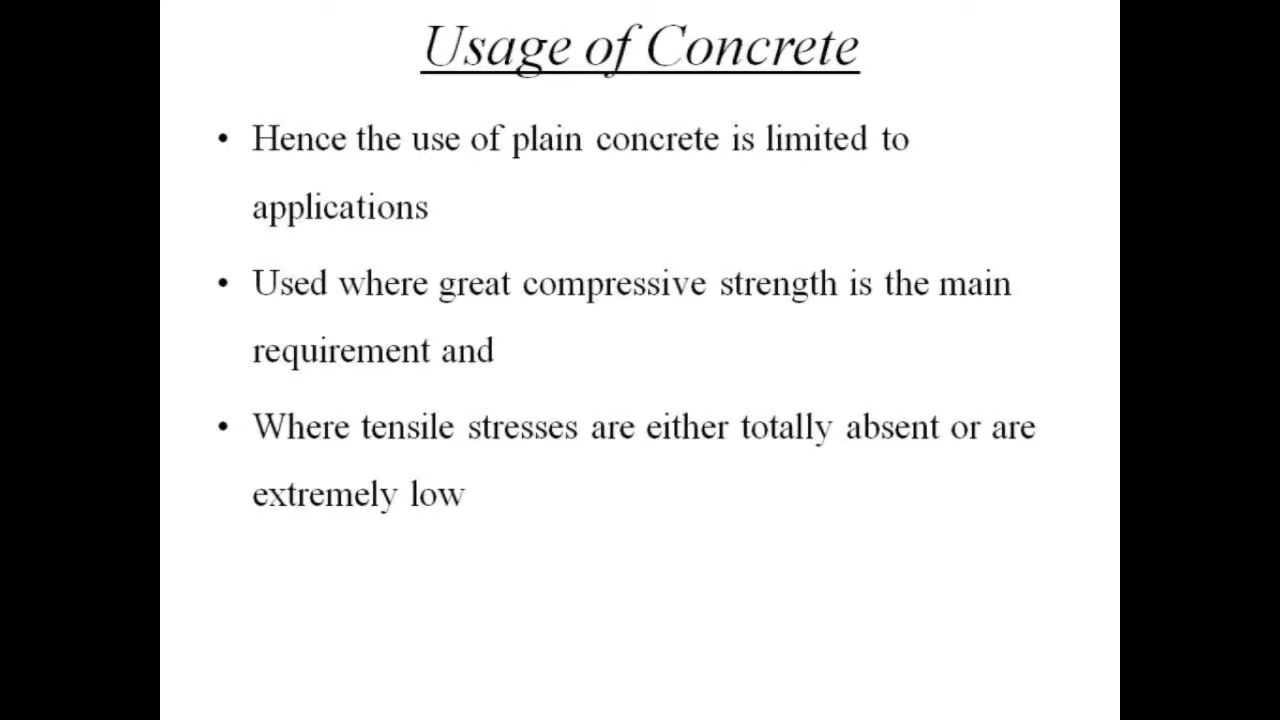 Usage of Concrete
• Hence the use of plain concrete is limited to
applications
• Used where great compressive strength is the main
requirement and
• Where tensile stresses are either totally absent or are
extremely low